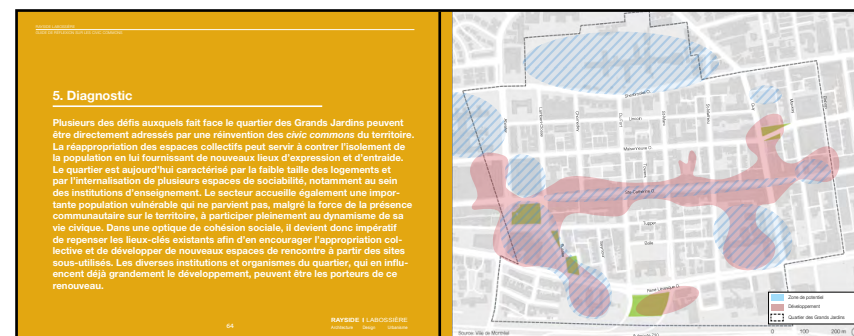 RAYSIDE LABOSSIÈRE
5. Diagnostic
Plusieurs des défis auxquels fait face le quartier des Grands Jardins peuvent
être directement adressés par une réinvention des civic commons du territoire.
La réappropriation des espaces collectifs peut servir à contrer l'isolement de
la population en lui fournissant de nouveaux lieux d'expression et d'entraide.
Le quartier est aujourd'hui caractérisé par la faible taille des logements et
par l'internalisation de plusieurs espaces de sociabilité, notamment au sein
des institutions d'enseignement. Le secteur accueille également une impor-
tante population vulnérable qui ne parvient pas, malgré la force de la présence
communautaire sur le territoire, à participer pleinement au dynamisme de sa
vie civique. Dans une optique de cohésion sociale, il devient donc impératif
de repenser les lieux-clés existants afin d'en encourager l'appropriation col-
lective et de développer de nouveaux espaces de rencontre à partir des sites
sous-utilisés. Les diverses institutions et organismes du quartier, qui en influ-
encent déjà grandement le développement, peuvent être les porteurs de ce
renouveau.
64
RAYSIDE I LABOSSIÈRE
Architecture Design Urbanisme
Sherbrooke O.
Lincoln
Maisonneuve O.
Ste-Catherine O.
Tupper
René-Lévesque O.
Zone de potentiel
Développement
Quartier des Grands Jardins
0 100 200 m
Source: Ville de Montréal